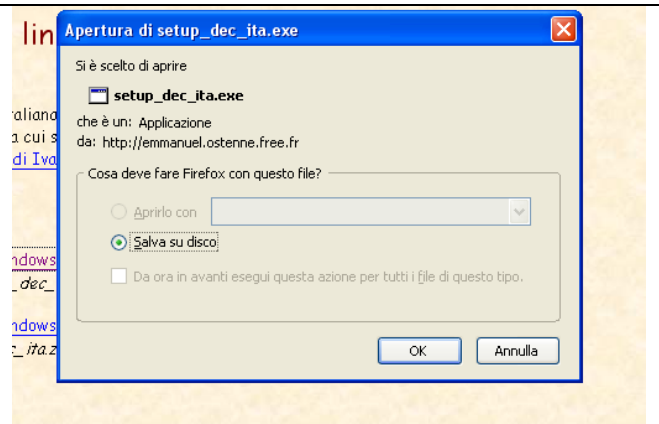 lin
Apertura di setup_dec_ita.exe
Si è scelto di aprire
setup_dec_ita.exe
che è un: Applicazione
da: http://emmanuel.ostenne.free.fr
Cosa deve fare Firefox con questo file?
Aprirlo con
Salva su disco
Da ora in avanti esegui questa azione per tutti i file di questo tipo.
OK Annulla
aliana
a cui s
di Iva
ndows
_dec_
ndows
c_ita.z